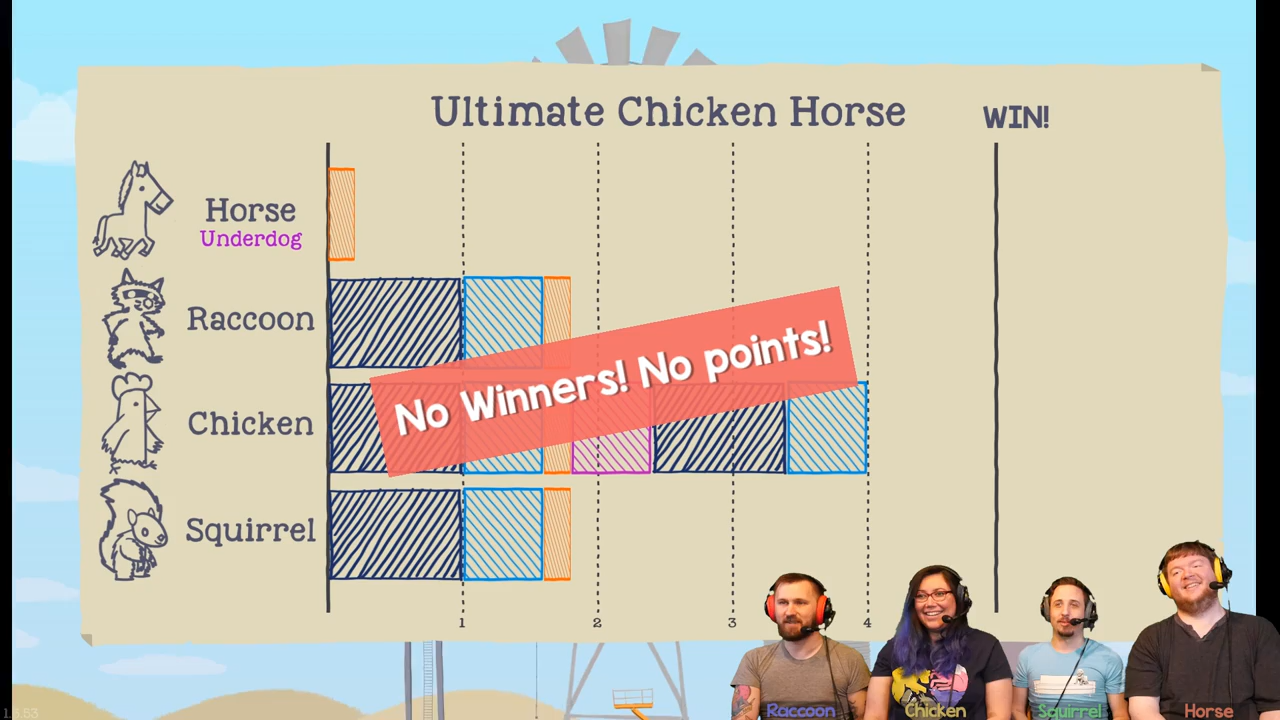 Ultimate Chicken Horse
WIN!
Horse
Underdog
Raccoon
No Winners! No points!
Chicken
Squirrel
1 2 3 4
Raccoon Chicken Squirrel Horse